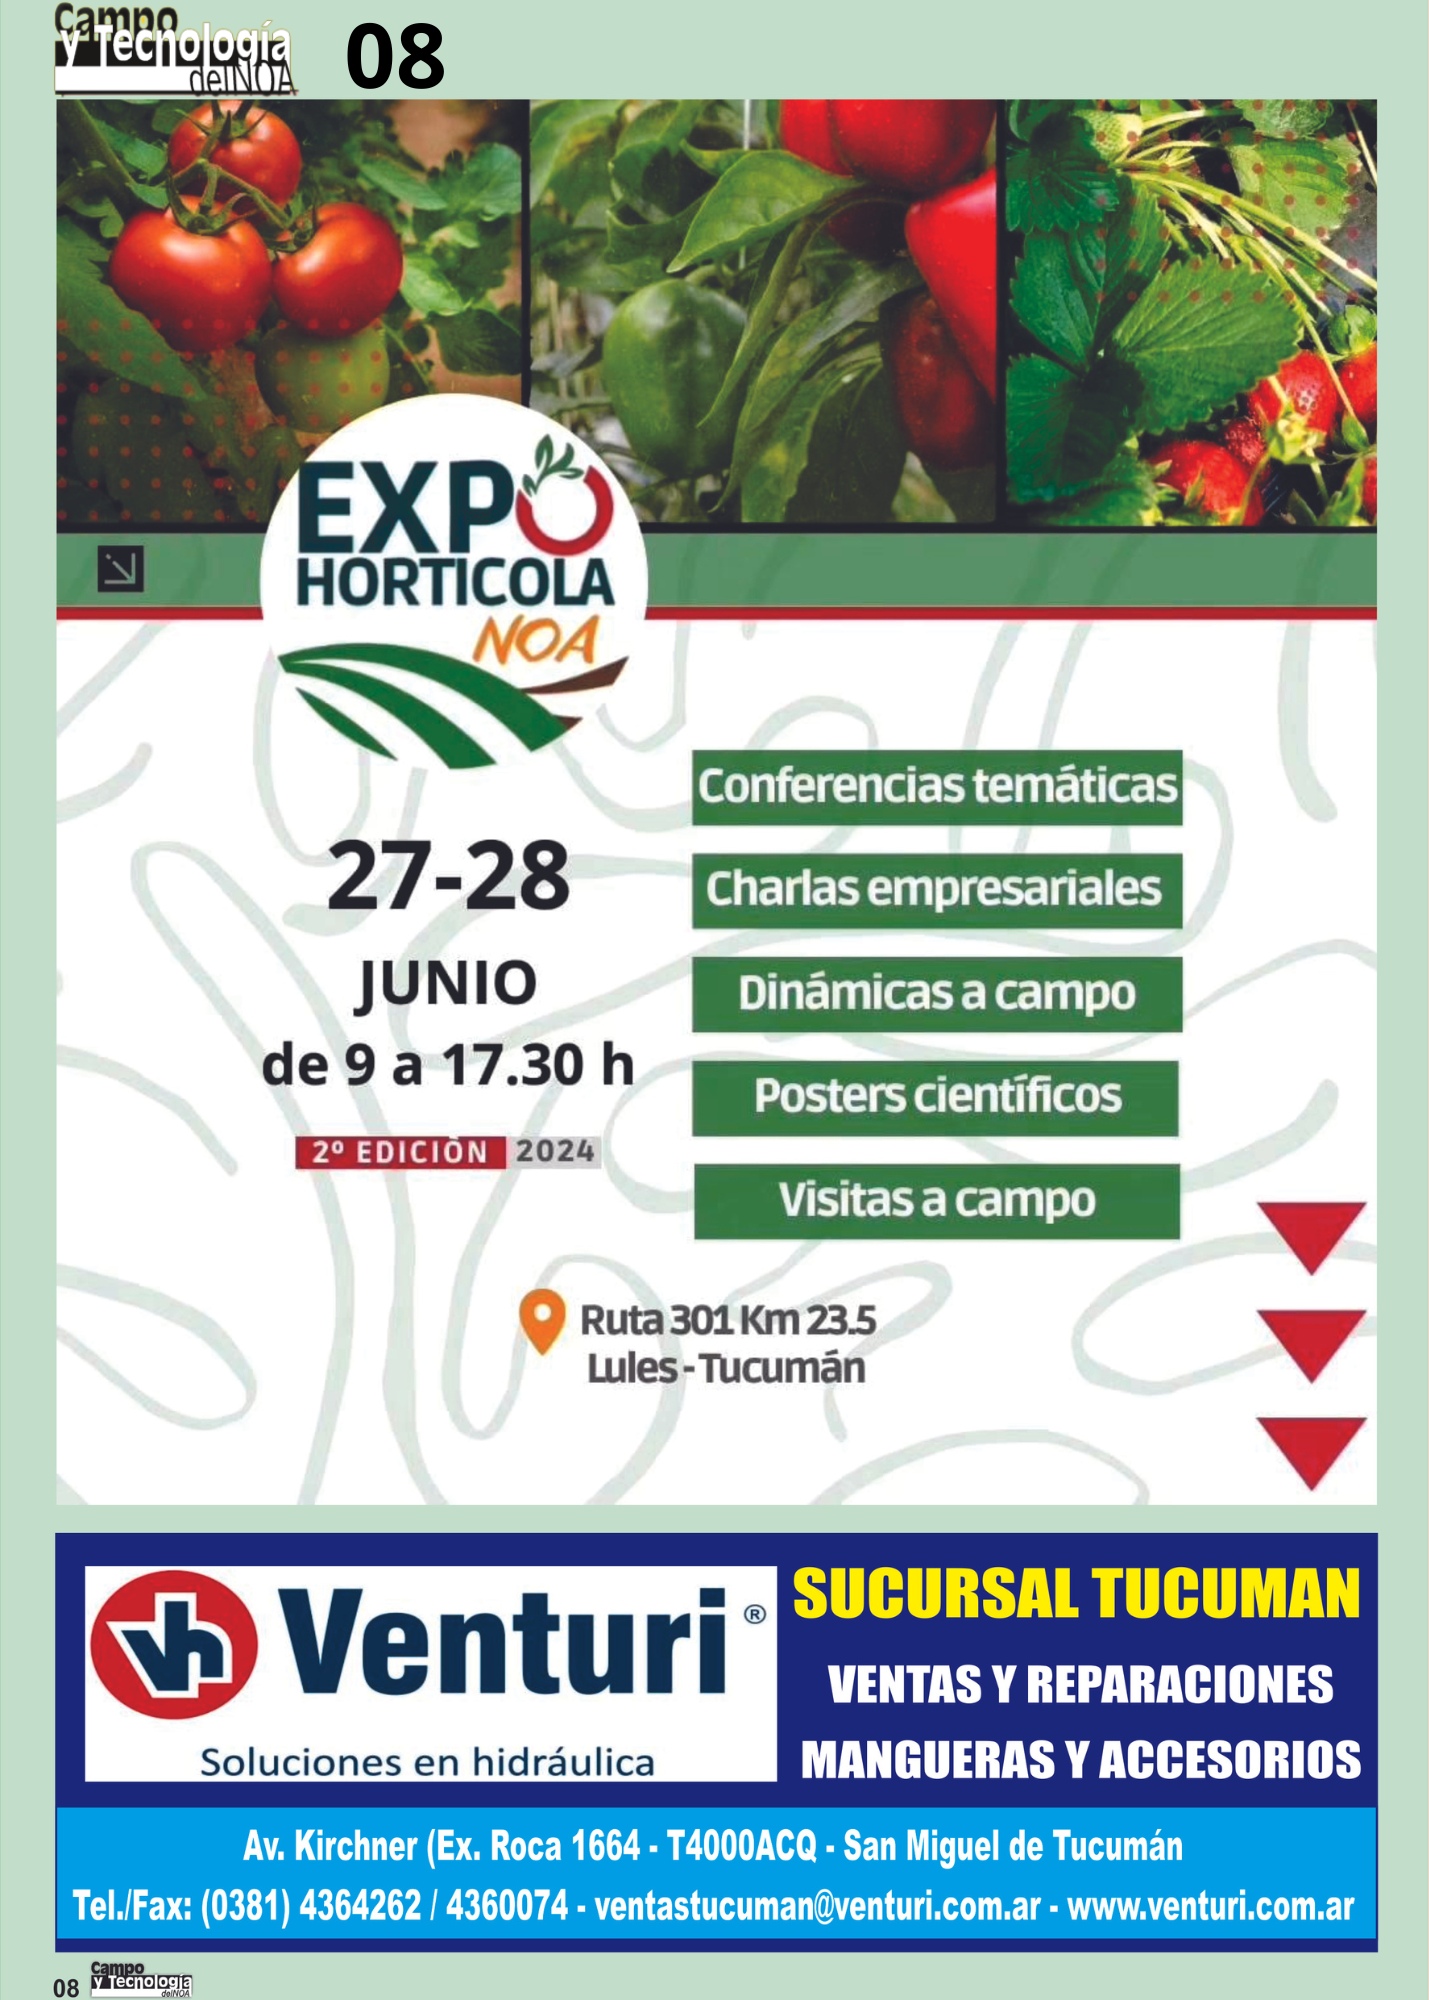 Campo
y Tecnología
delNOA
08
EXPO
HORTICOLA
NOA
27-28
JUNIO
de 9 a 17.30 h
2º EDICIÓN 2024
Conferencias temáticas
Charlas empresariales
Dinámicas a campo
Posters científicos
Visitas a campo
Ruta 301 Km 23.5
Lules - Tucumán
vh Venturi ®
Soluciones en hidráulica
SUCURSAL TUCUMAN
VENTAS Y REPARACIONES
MANGUERAS Y ACCESORIOS
Av. Kirchner (Ex. Roca 1664 - T4000ACQ - San Miguel de Tucumán
Tel./Fax: (0381) 4364262 / 4360074 - ventastucuman@venturi.com.ar - www.venturi.com.ar
08
Campo
y Tecnología
delNOA